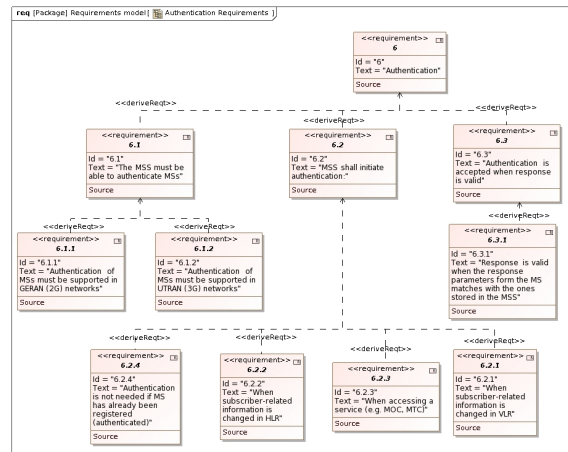 req [Package] Requirements model [ Authentication Requirements ]
<<requirement>>
6
Id = "6"
Text = "Authentication"
<<deriveReqt>>
<<deriveReqt>>
<<deriveReqt>>
<<requirement>>
6.1
Id = "6.1"
Text = "The MSS must be
able to authenticate MSs"
Source
<<requirement>>
6.2
Id = "6.2"
Text = "MSS shall initiate
authentication:"
Source
<<requirement>>
6.3
Id = "6.3"
Text = "Authentication is
accepted when response
is valid"
Source
<<deriveReqt>>
<<deriveReqt>>
<<deriveReqt>>
<<requirement>>
6.1.1
Id = "6.1.1"
Text = "Authentication of
MSs must be supported in
GERAN (2G) networks"
Source
<<requirement>>
6.1.2
Id = "6.1.2"
Text = "Authentication of
MSs must be supported in
UTRAN (3G) networks"
Source
<<requirement>>
6.3.1
Id = "6.3.1"
Text = "Response is valid
when the response
parameters form the MS
matches with the ones
stored in the MSS"
Source
<<deriveReqt>>
<<deriveReqt>>
<<deriveReqt>>
<<deriveReqt>>
<<requirement>>
6.2.4
Id = "6.2.4"
Text = "Authentication
is not needed if MS
has already been
registered
(authenticated)"
Source
<<requirement>>
6.2.2
Id = "6.2.2"
Text = "When
subscriber-related
information is
changed in HLR"
Source
<<requirement>>
6.2.3
Id = "6.2.3"
Text = "When accessing a
service (e.g. MOC, MTC)"
Source
<<requirement>>
6.2.1
Id = "6.2.1"
Text = "When
subscriber-related
information is
changed in VLR"
Source